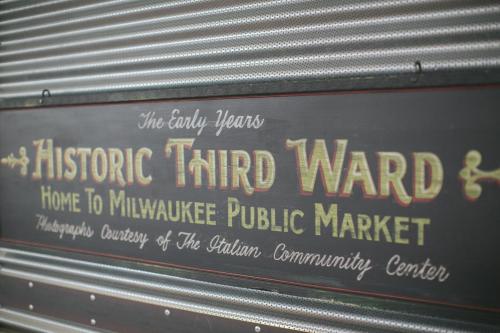 The Early Years
Historic Third Ward
Home To Milwaukee Public Market
Photographs Courtesy of The Italian Community Center